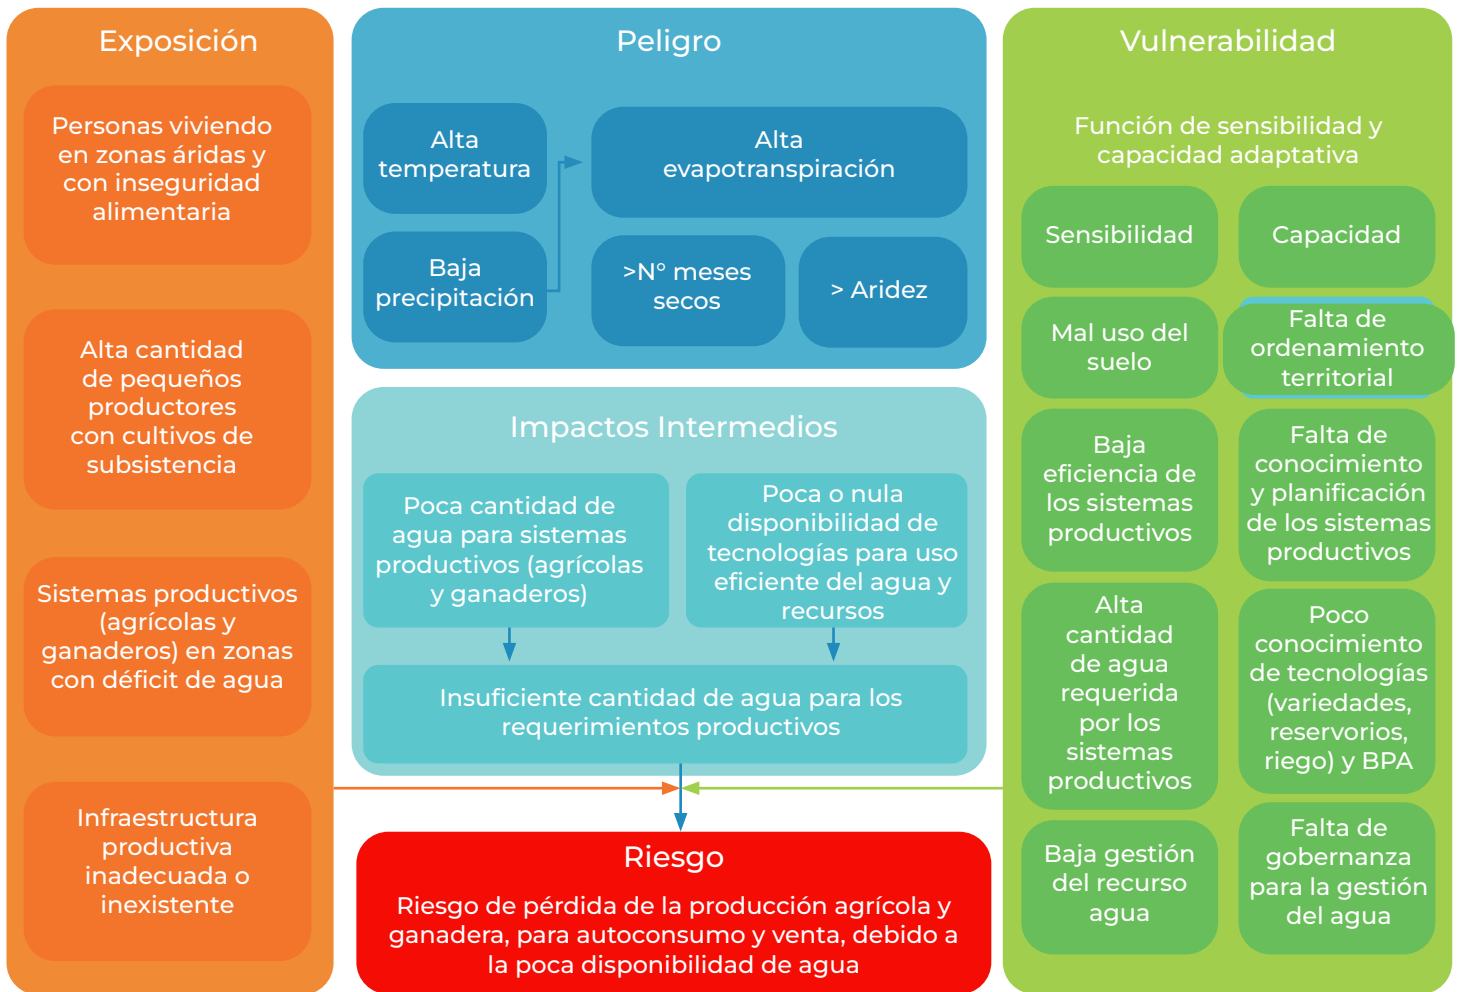 Exposición
Personas viviendo
en zonas áridas y
con inseguridad
alimentaria
Alta cantidad
de pequeños
productores
con cultivos de
subsistencia
Sistemas productivos
(agrícolas y
ganaderos) en zonas
con déficit de agua
Infraestructura
productiva
inadecuada o
inexistente
Peligro
Alta
temperatura
Alta
evapotranspiración
Baja
precipitación
>N° meses
secos
> Aridez
Impactos Intermedios
Poca cantidad de
agua para sistemas
productivos (agrícolas
y ganaderos)
Poca o nula
disponibilidad de
tecnologías para uso
eficiente del agua y
recursos
Insuficiente cantidad de agua para los
requerimientos productivos
Riesgo
Riesgo de pérdida de la producción agrícola y
ganadera, para autoconsumo y venta, debido a
la poca disponibilidad de agua
Vulnerabilidad
Función de sensibilidad y
capacidad adaptativa
Sensibilidad
Capacidad
Mal uso del
suelo
Falta de
ordenamiento
territorial
Baja
eficiencia de
los sistemas
productivos
Falta de
conocimiento
y planificación
de los sistemas
productivos
Alta
cantidad
de agua
requerida
por los
sistemas
productivos
Poco
conocimiento
de tecnologías
(variedades,
reservorios,
riego) y BPA
Baja gestión
del recurso
agua
Falta de
gobernanza
para la gestión
del agua